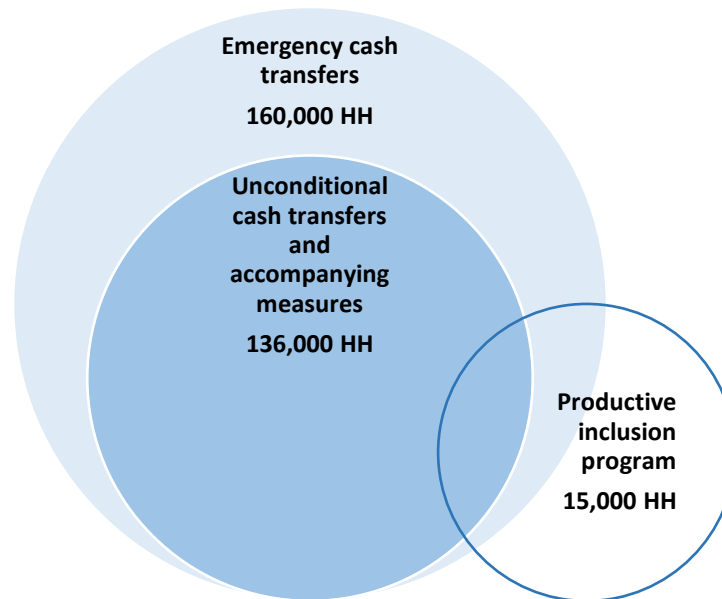 Emergency cash
transfers
160,000 HH
Unconditional
cash transfers
and
accompanying
measures
136,000 HH
Productive
inclusion
program
15,000 HH